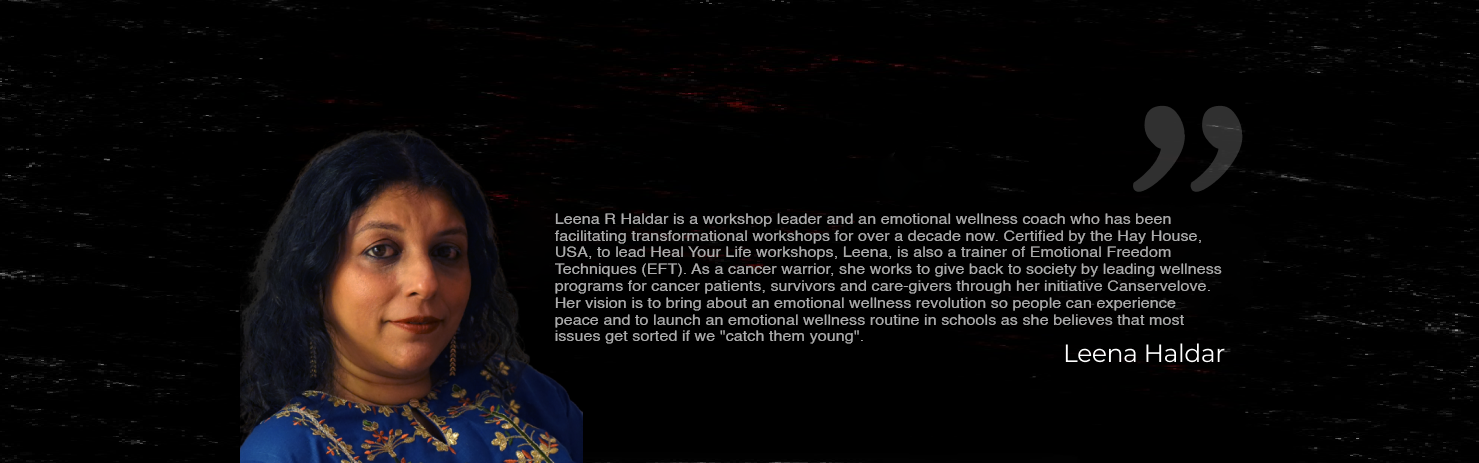 ”
Leena R Haldar is a workshop leader and an emotional wellness coach who has been
facilitating transformational workshops for over a decade now. Certified by the Hay House,
USA, to lead Heal Your Life workshops, Leena, is also a trainer of Emotional Freedom
Techniques (EFT). As a cancer warrior, she works to give back to society by leading wellness
programs for cancer patients, survivors and care-givers through her initiative Canservelove.
Her vision is to bring about an emotional wellness revolution so people can experience
peace and to launch an emotional wellness routine in schools as she believes that most
issues get sorted if we "catch them young".
Leena Haldar